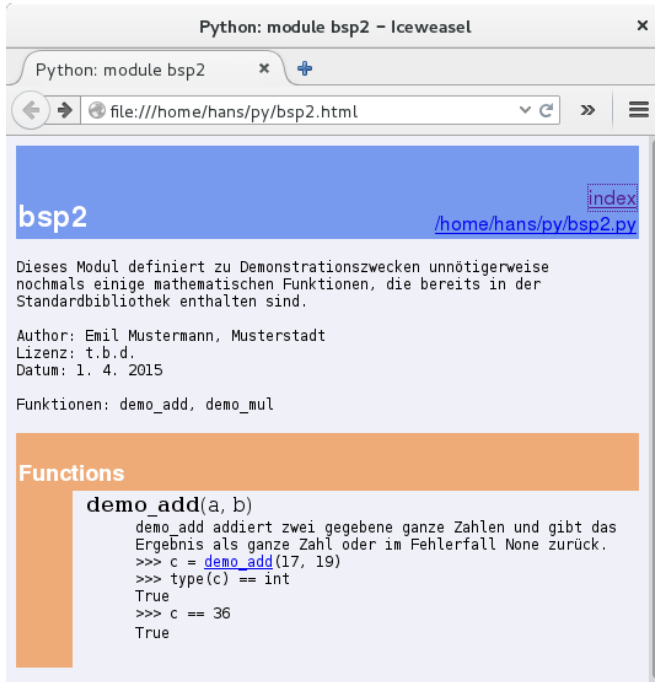 Python: module bsp2 – Iceweasel
Python: module bsp2
file:///home/hans/py/bsp2.html
index
bsp2
/home/hans/py/bsp2.py
Dieses Modul definiert zu Demonstrationszwecken unnötigerweise
nochmals einige mathematischen Funktionen, die bereits in der
Standardbibliothek enthalten sind.
Author: Emil Mustermann, Musterstadt
Lizenz: t.b.d.
Datum: 1. 4. 2015
Funktionen: demo_add, demo_mul
Functions
demo_add(a, b)
demo_add addiert zwei gegebene ganze Zahlen und gibt das
Ergebnis als ganze Zahl oder im Fehlerfall None zurück.
>>> c = demo_add(17, 19)
>>> type(c) == int
True
>>> c == 36
True